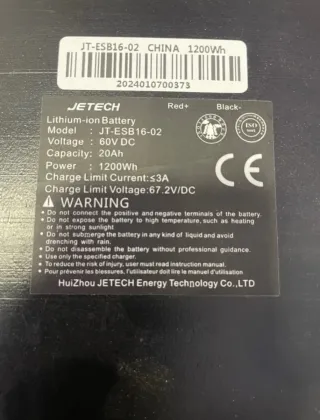 JT-ESB16-02 CHINA 1200Wh
2024010700373
JETECH Red+ Black-
Lithium-ion Battery
Model : JT-ESB16-02
Voltage : 60V DC
Capacity: 20Ah
Power : 1200Wh
Charge Limit Current:≤3A
Charge Limit Voltage:67.2V/DC
CE
WARNING
• Do not connect the positive and negative terminals of the battery.
• Do not expose the battery to high temperature, such as heating
or in strong sunlight
• Do not submerge the battery in any kind of liquid and avoid
drenching with rain.
• Do not disassemble the battery without professional guidance.
• Use only the specified charger.
• To reduce the risk of injury, user must read instruction manual.
• Pour prévenir les blessures, l'utilisateur doit lire le manuel d'utilisation
HuiZhou JETECH Energy Technology Co.,LTD